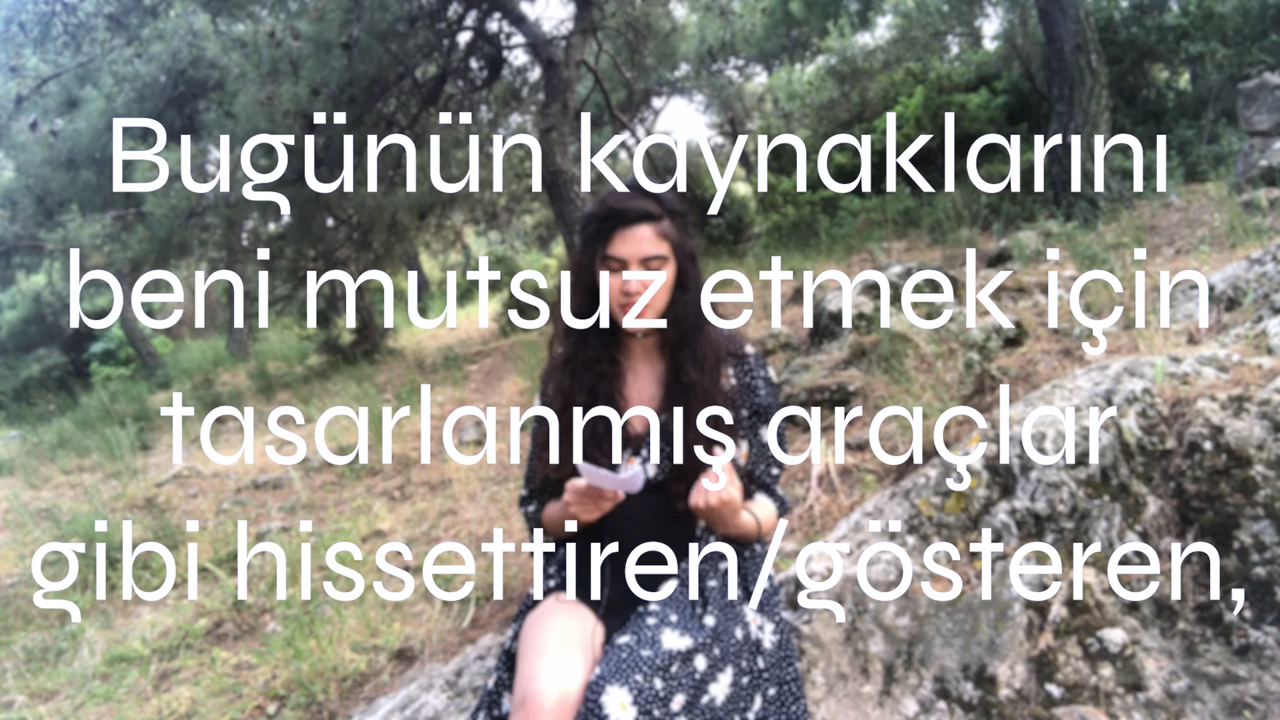 Bugünün kaynaklarını
beni mutsuz etmek için
tasarlanmış araçlar
gibi hissettiren/gösteren,